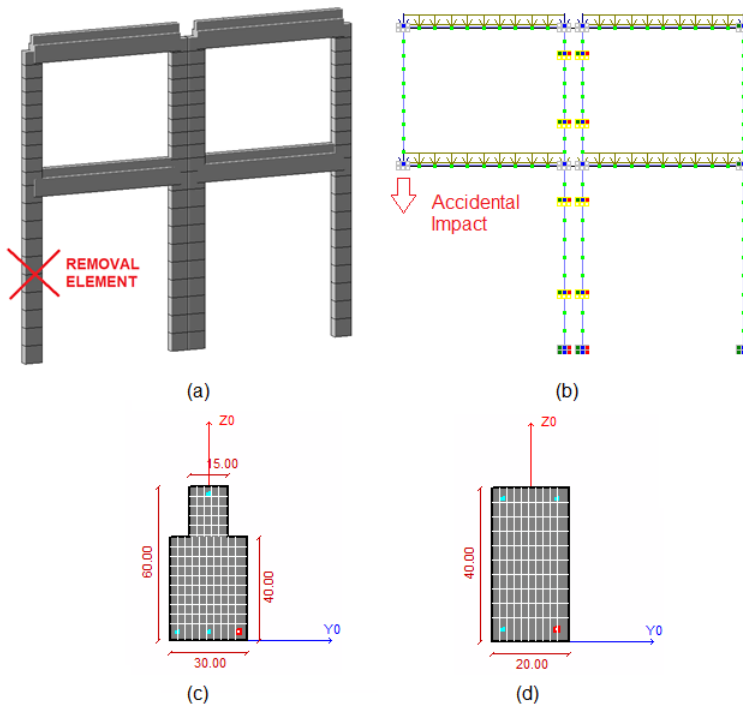 REMOVAL
ELEMENT
Accidental
Impact
(a)
(b)
Z0
15.00
60.00
40.00
Y0
30.00
(c)
Z0
40.00
Y0
20.00
(d)